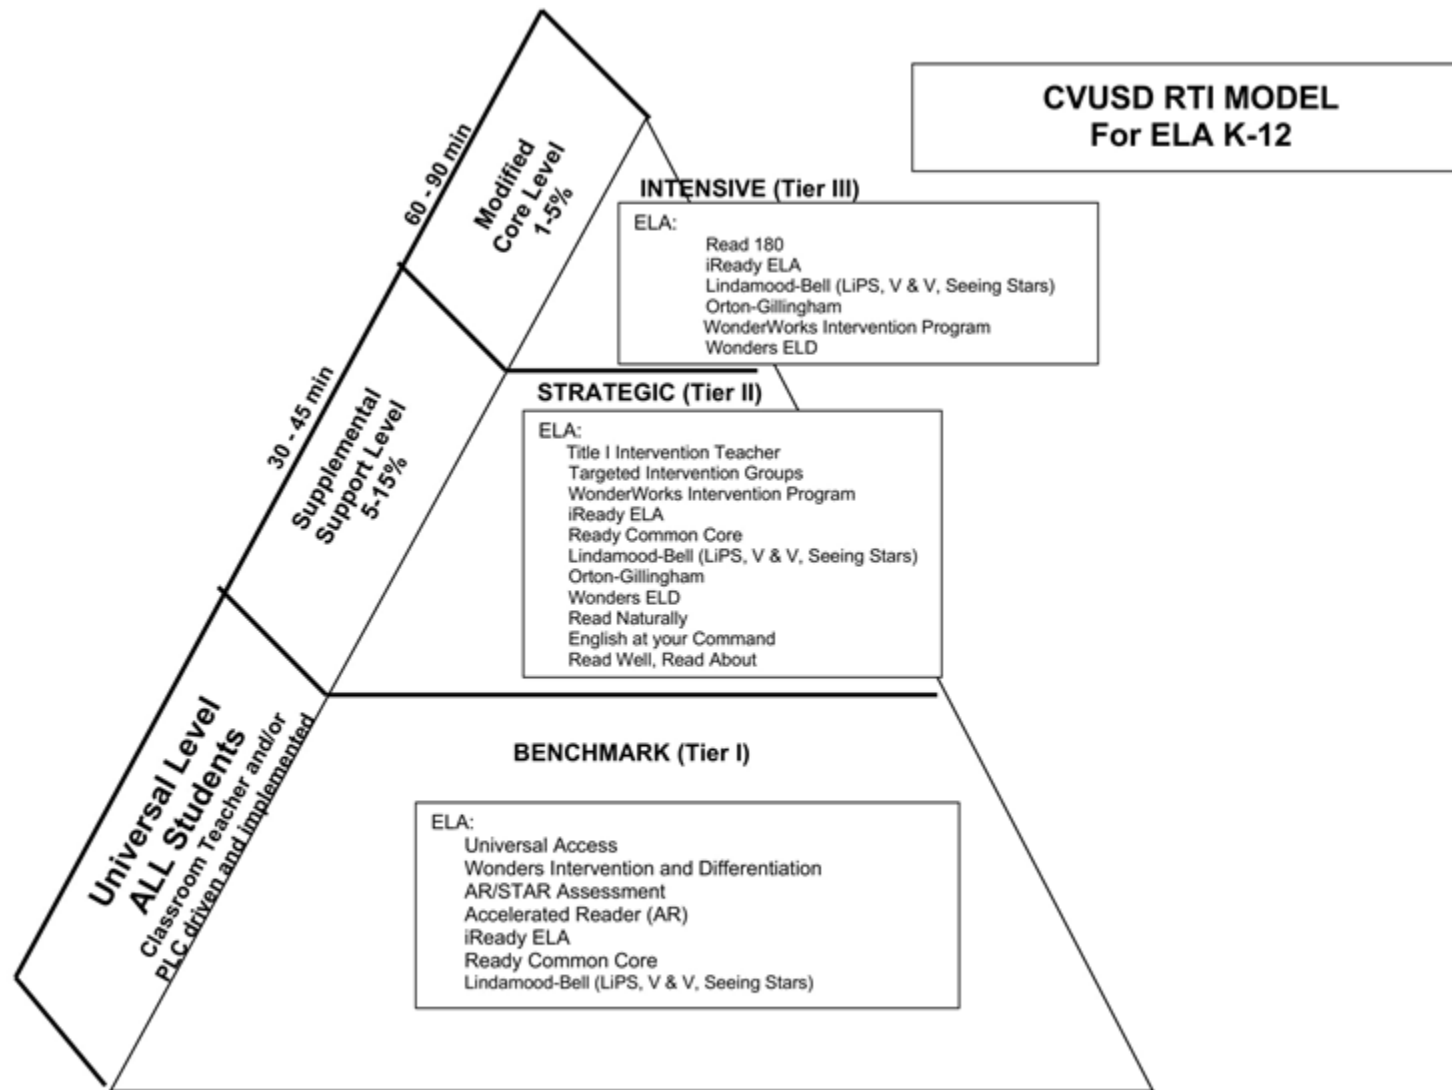 CVUSD RTI MODEL
For ELA K-12
60 - 90 min
Modified
Core Level
1-5%
INTENSIVE (Tier III)
ELA:
Read 180
iReady ELA
Lindamood-Bell (LiPS, V & V, Seeing Stars)
Orton-Gillingham
WonderWorks Intervention Program
Wonders ELD
30 - 45 min
Supplemental
Support Level
5-15%
STRATEGIC (Tier II)
ELA:
Title I Intervention Teacher
Targeted Intervention Groups
WonderWorks Intervention Program
iReady ELA
Ready Common Core
Lindamood-Bell (LiPS, V & V, Seeing Stars)
Orton-Gillingham
Wonders ELD
Read Naturally
English at your Command
Read Well, Read About
Universal Level
ALL Students
Classroom Teacher and/or
PLC driven and implemented
BENCHMARK (Tier I)
ELA:
Universal Access
Wonders Intervention and Differentiation
AR/STAR Assessment
Accelerated Reader (AR)
iReady ELA
Ready Common Core
Lindamood-Bell (LiPS, V & V, Seeing Stars)